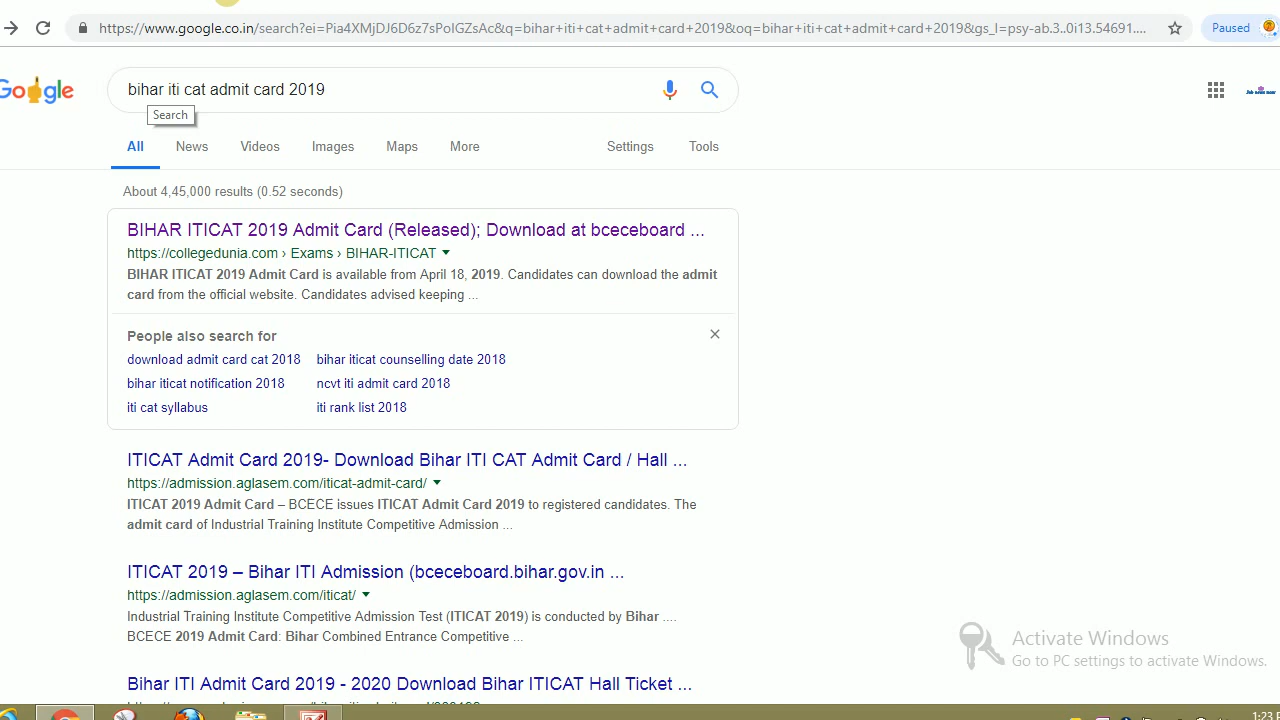 https://www.google.co.in/search?ei=Pia4XMjDJ6D6z7sPoIGZsAc&q=bihar+iti+cat+admit+card+2019&oq=bihar+iti+cat+admit+card+2019&gs_l=psy-ab.3..0i13.54691....
Paused
Google
bihar iti cat admit card 2019
Search
All News Videos Images Maps More Settings Tools
About 4,45,000 results (0.52 seconds)
BIHAR ITICAT 2019 Admit Card (Released); Download at bceceboard ...
https://collegedunia.com › Exams › BIHAR-ITICAT
BIHAR ITICAT 2019 Admit Card is available from April 18, 2019. Candidates can download the admit
card from the official website. Candidates advised keeping ...
People also search for
download admit card cat 2018 bihar iticat counselling date 2018
bihar iticat notification 2018 ncvt iti admit card 2018
iti cat syllabus iti rank list 2018
ITICAT Admit Card 2019- Download Bihar ITI CAT Admit Card / Hall ...
https://admission.aglasem.com/iticat-admit-card/
ITICAT 2019 Admit Card – BCECE issues ITICAT Admit Card 2019 to registered candidates. The
admit card of Industrial Training Institute Competitive Admission ...
ITICAT 2019 – Bihar ITI Admission (bceceboard.bihar.gov.in ...
https://admission.aglasem.com/iticat/
Industrial Training Institute Competitive Admission Test (ITICAT 2019) is conducted by Bihar ....
BCECE 2019 Admit Card: Bihar Combined Entrance Competitive ...
Activate Windows
Go to PC settings to activate Windows.
Bihar ITI Admit Card 2019 - 2020 Download Bihar ITICAT Hall Ticket ...
1:23